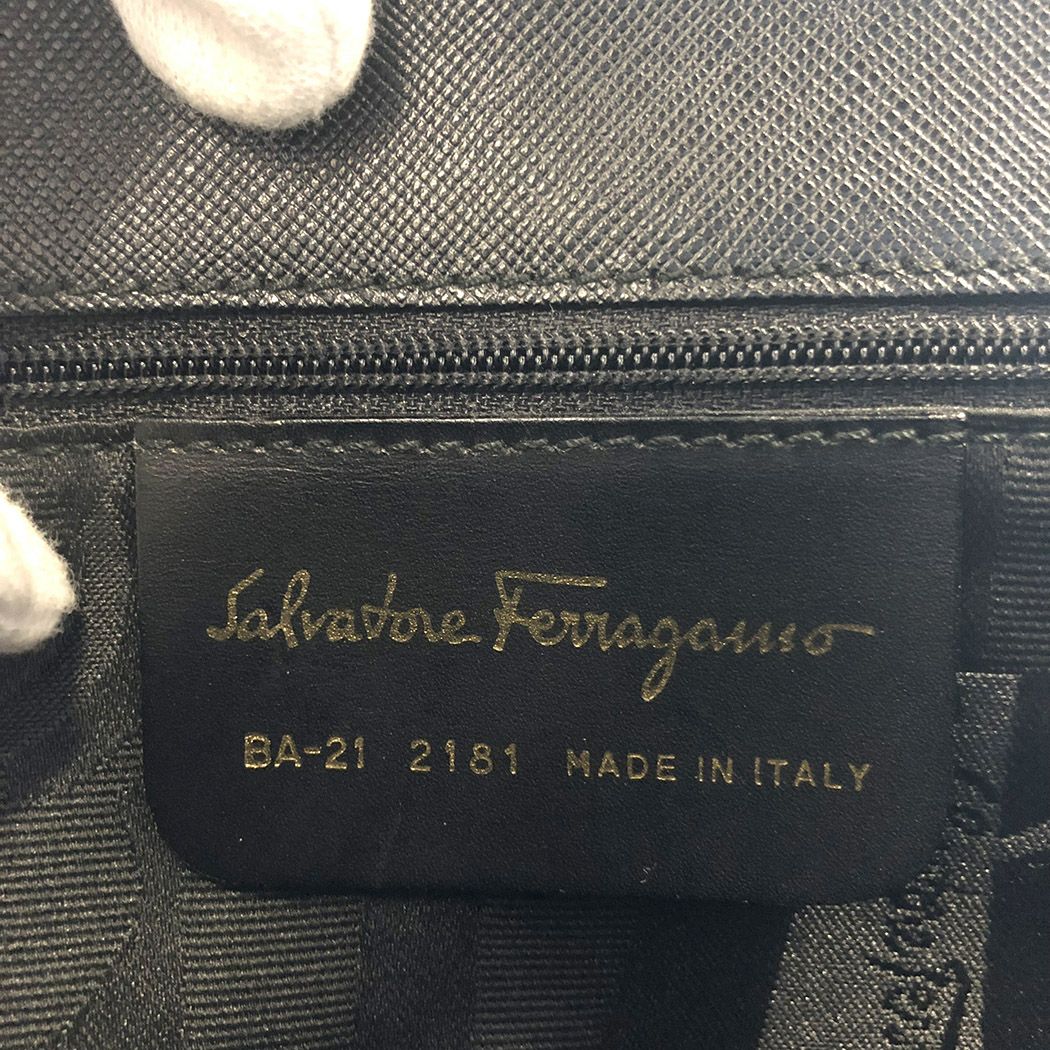 Salvatore Ferragamo
BA-21 2181 MADE IN ITALY